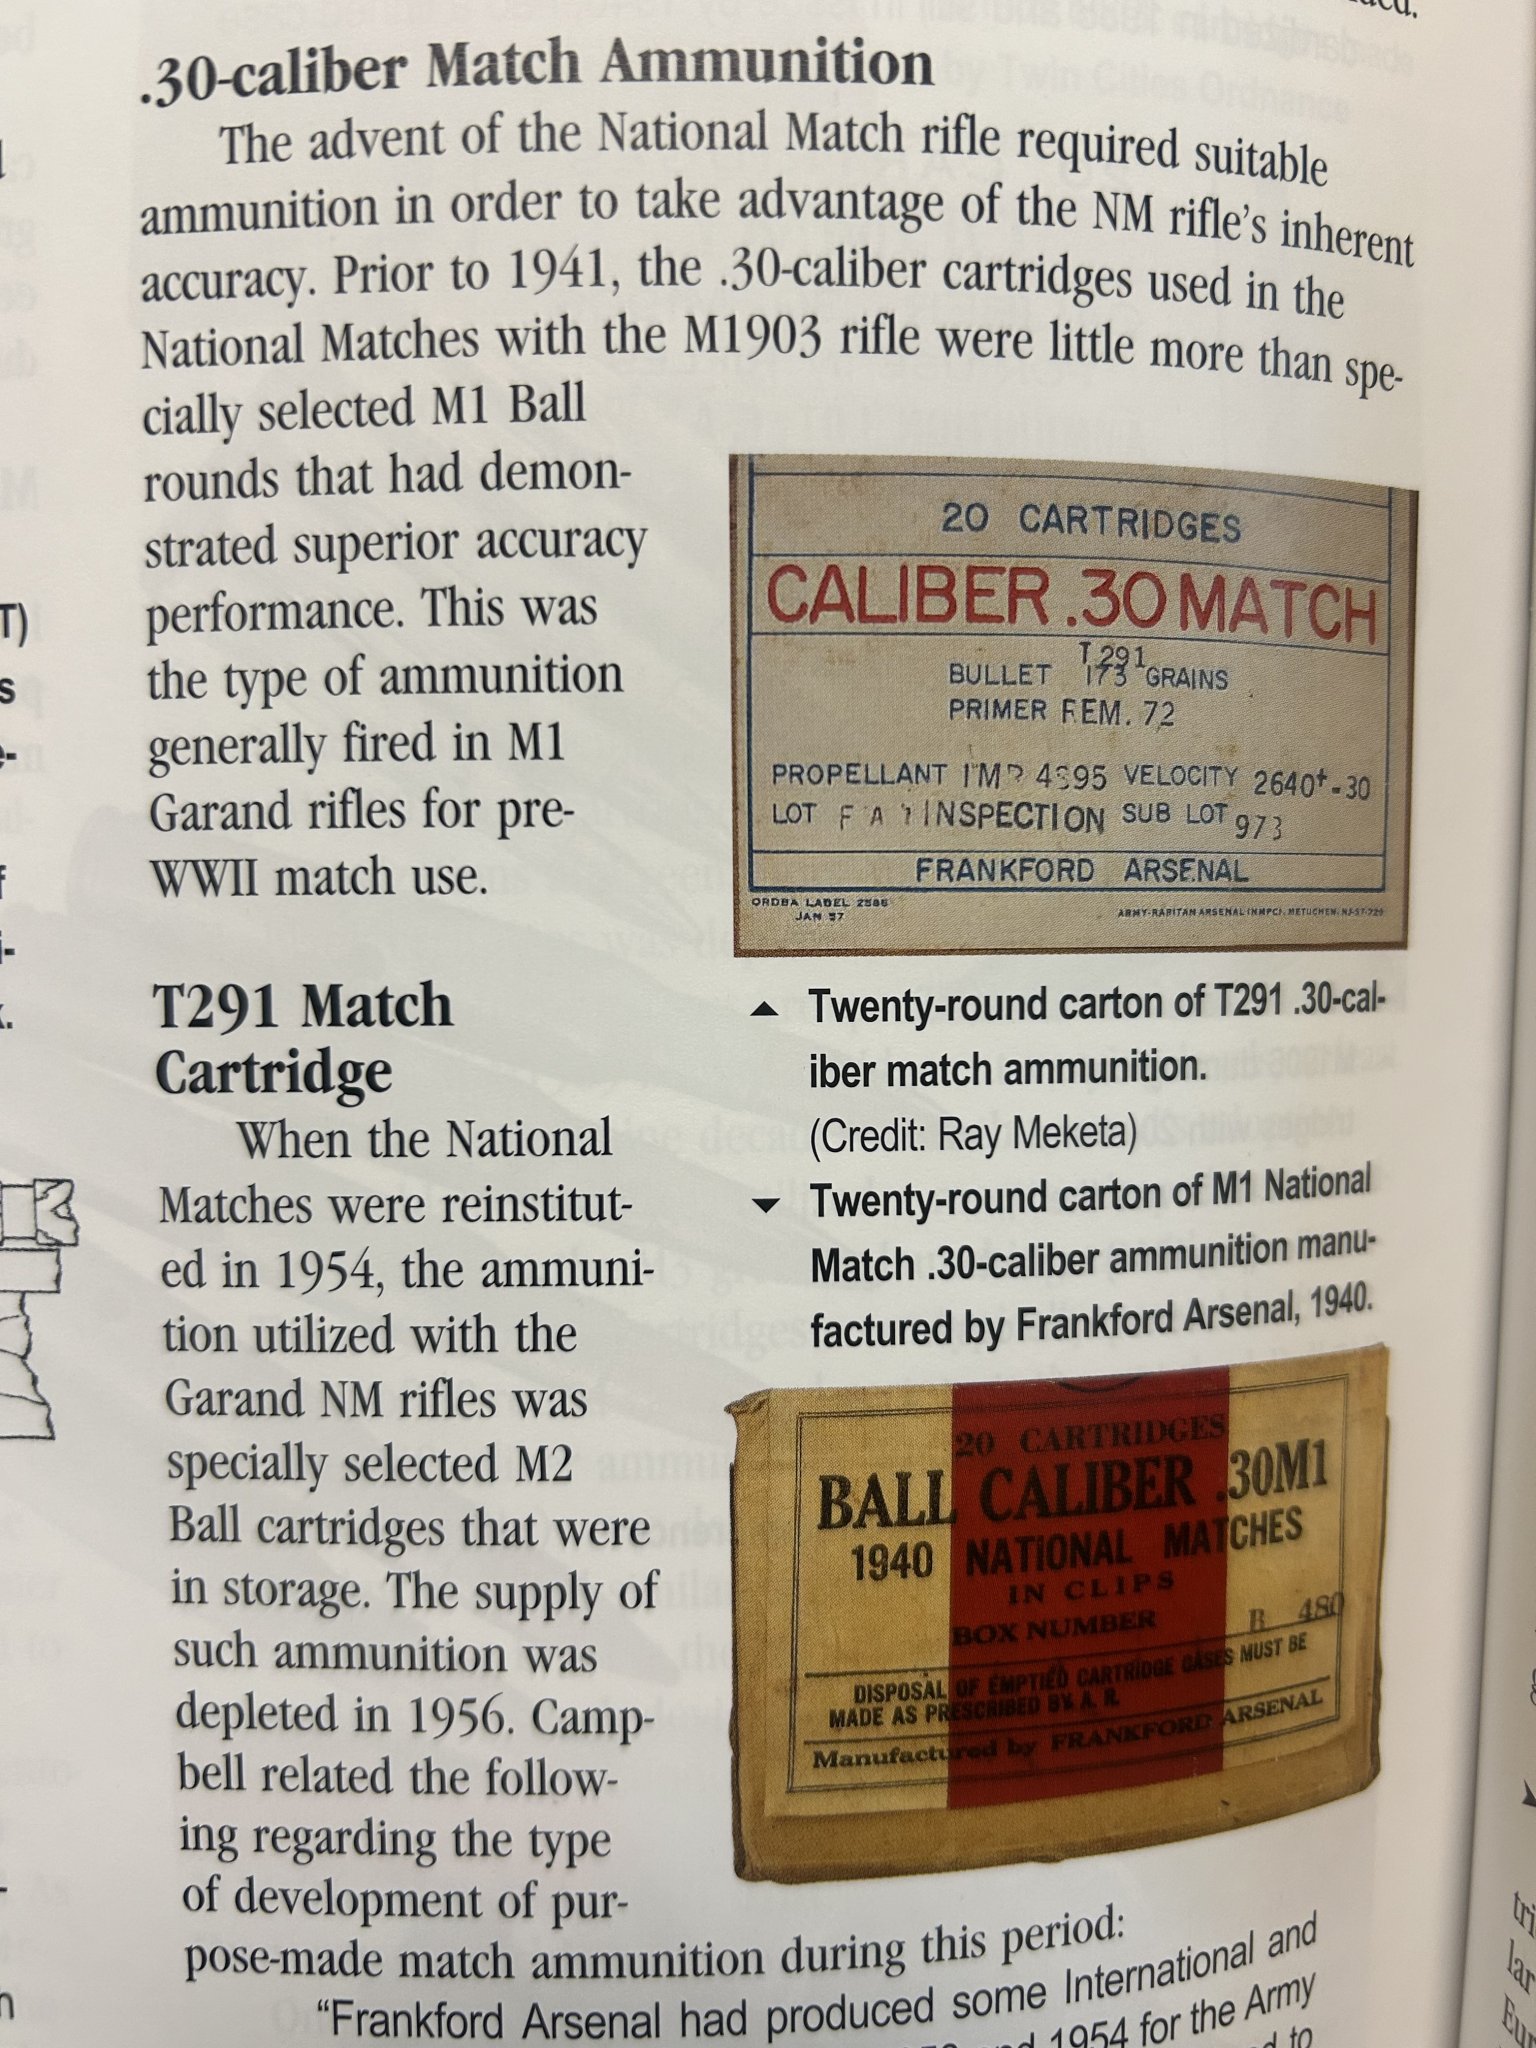 .30-caliber Match Ammunition
The advent of the National Match rifle required suitable
ammunition in order to take advantage of the NM rifle's inherent
accuracy. Prior to 1941, the .30-caliber cartridges used in the
National Matches with the M1903 rifle were little more than spe-
cially selected M1 Ball
rounds that had demon-
strated superior accuracy
performance. This was
the type of ammunition
generally fired in M1
Garand rifles for pre-
WWII match use.
20 CARTRIDGES
CALIBER .30 MATCH
T291
BULLET 173 GRAINS
PRIMER REM. 72
PROPELLANT IMR VELOCITY 2640+-30
LOT INSPECTION SUB LOT 973
FRANKFORD ARSENAL
ORDBA LABEL
JAN 57
ARMY-RARITAN ARSENAL METUCHEN, NJ
T291 Match
Cartridge
When the National
Matches were reinstitut-
ed in 1954, the ammuni-
tion utilized with the
Garand NM rifles was
specially selected M2
Ball cartridges that were
in storage. The supply of
such ammunition was
depleted in 1956. Camp-
bell related the follow-
ing regarding the type
of development of pur-
pose-made match ammunition during this period:
▲ Twenty-round carton of T291 .30-cal-
iber match ammunition.
(Credit: Ray Meketa)
▼ Twenty-round carton of M1 National
Match .30-caliber ammunition manu-
factured by Frankford Arsenal, 1940.
20 CARTRIDGES
BALL CALIBER .30M1
1940 NATIONAL MATCHES
IN CLIPS
BOX NUMBER B 480
DISPOSAL OF EMPTIED CARTRIDGE CASES MUST BE
MADE AS PRESCRIBED BY A. R.
Manufactured by FRANKFORD ARSENAL
"Frankford Arsenal had produced some International and
1954 for the Army